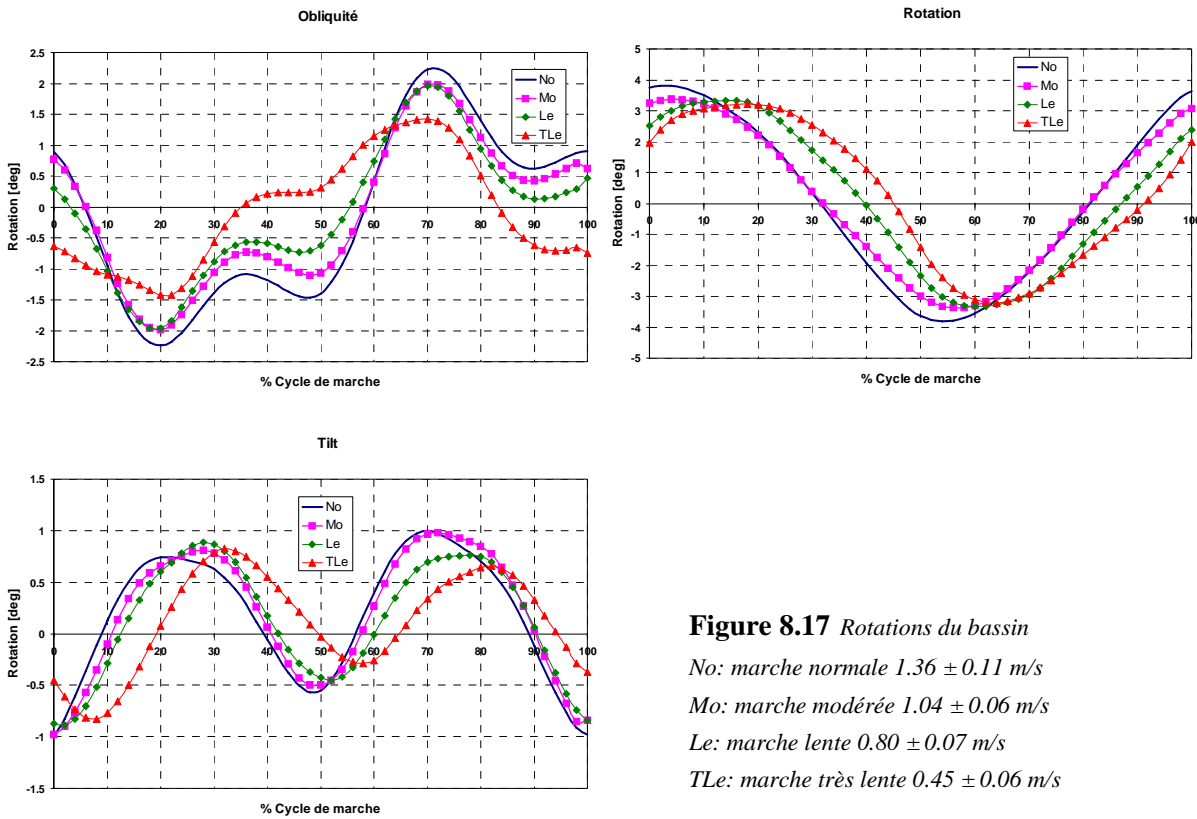 Obliquité
2.5
2
1.5
1
0.5
0
-0.5
-1
-1.5
-2
-2.5
0 10 20 30 40 50 60 70 80 90 100
Rotation [deg]
% Cycle de marche
No
Mo
Le
TLe
Rotation
5
4
3
2
1
0
-1
-2
-3
-4
-5
0 10 20 30 40 50 60 70 80 90 100
Rotation [deg]
% Cycle de marche
No
Mo
Le
TLe
Tilt
1.5
1
0.5
0
-0.5
-1
-1.5
0 10 20 30 40 50 60 70 80 90 100
Rotation [deg]
% Cycle de marche
No
Mo
Le
TLe
Figure 8.17 Rotations du bassin
No: marche normale 1.36 ± 0.11 m/s
Mo: marche modérée 1.04 ± 0.06 m/s
Le: marche lente 0.80 ± 0.07 m/s
TLe: marche très lente 0.45 ± 0.06 m/s